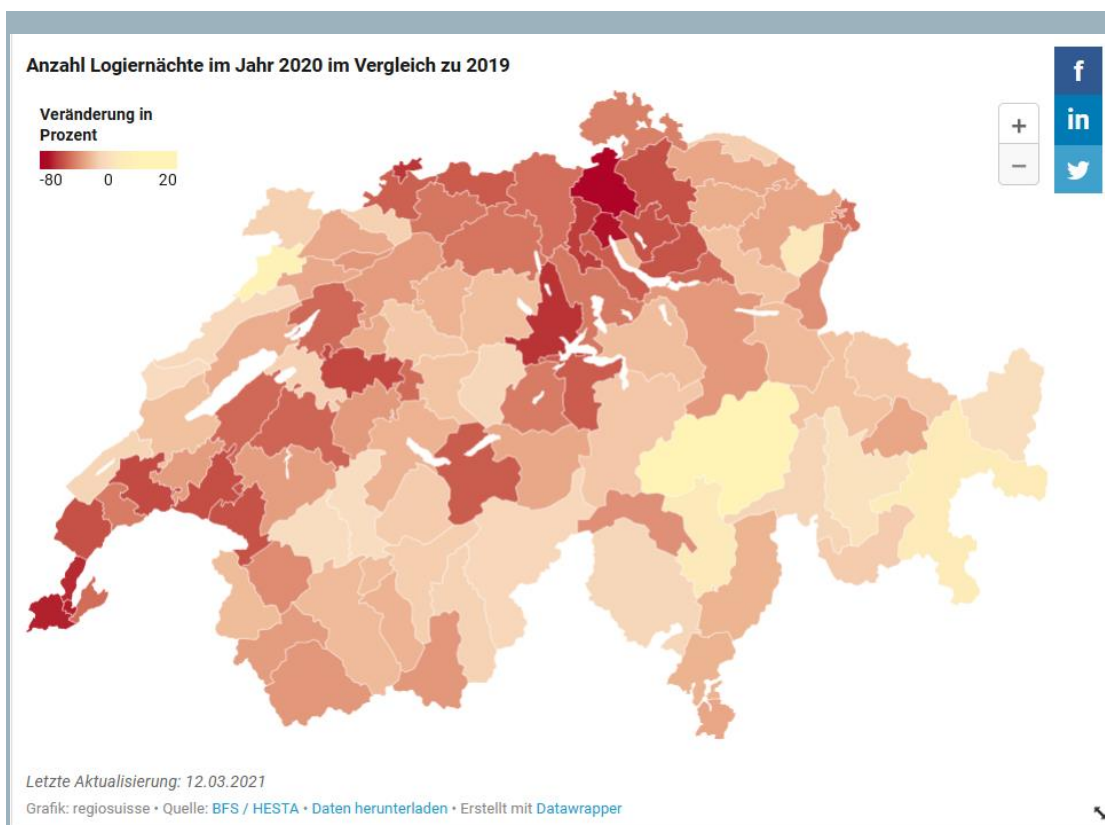 Anzahl Logiernächte im Jahr 2020 im Vergleich zu 2019
Veränderung in
Prozent
-80 0 20
+
−
f
in
Letzte Aktualisierung: 12.03.2021
Grafik: regiosuisse • Quelle: BFS / HESTA • Daten herunterladen • Erstellt mit Datawrapper